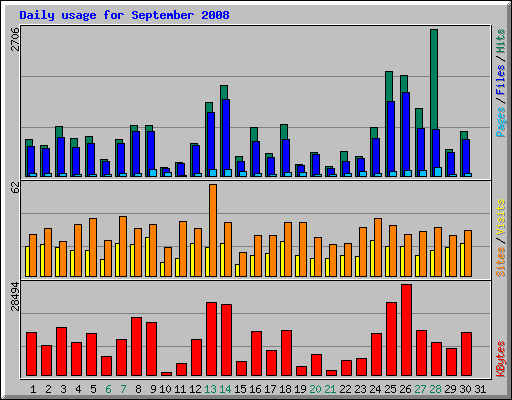 Daily usage for September 2008
2706
62
28494
Pages / Files / Hits
Sites / Visits
KBytes
1 2 3 4 5 6 7 8 9 10 11 12 13 14 15 16 17 18 19 20 21 22 23 24 25 26 27 28 29 30 31